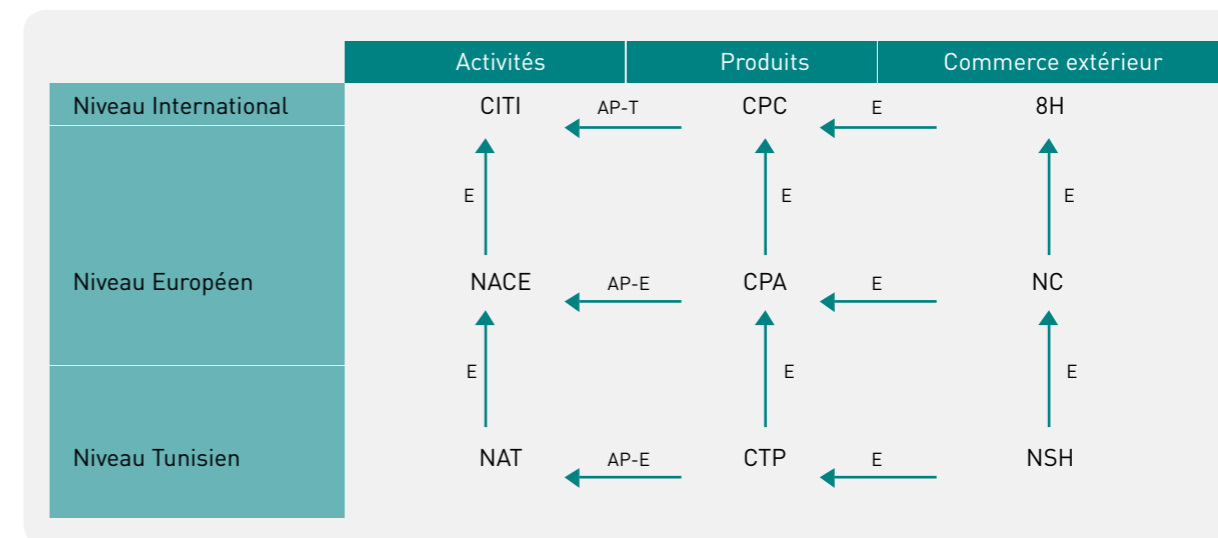 Activités Produits Commerce extérieur
Niveau International CITI AP-T CPC E 8H
E E E
Niveau Européen NACE AP-E CPA E NC
E E E
Niveau Tunisien NAT AP-E CTP E NSH